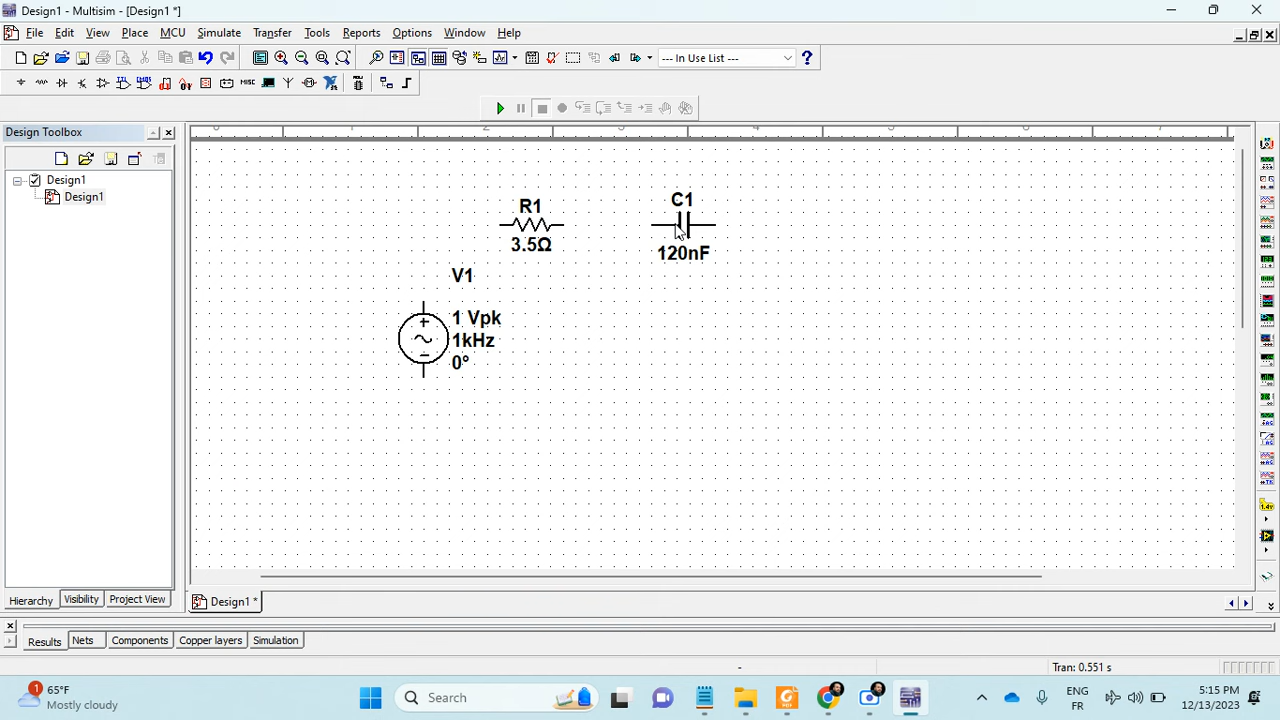 Design1 - Multisim - [Design1 *]
File Edit View Place MCU Simulate Transfer Tools Reports Options Window Help
--- In Use List ---
Design Toolbox
Design1
Design1
R1
3.5Ω
C1
120nF
V1
1 Vpk
1kHz
0°
Hierarchy Visibility Project View
Design1 *
Results Nets Components Copper layers Simulation
- Tran: 0.551 s
65°F
Mostly cloudy
Search
ENG
FR
5:15 PM
12/13/2023